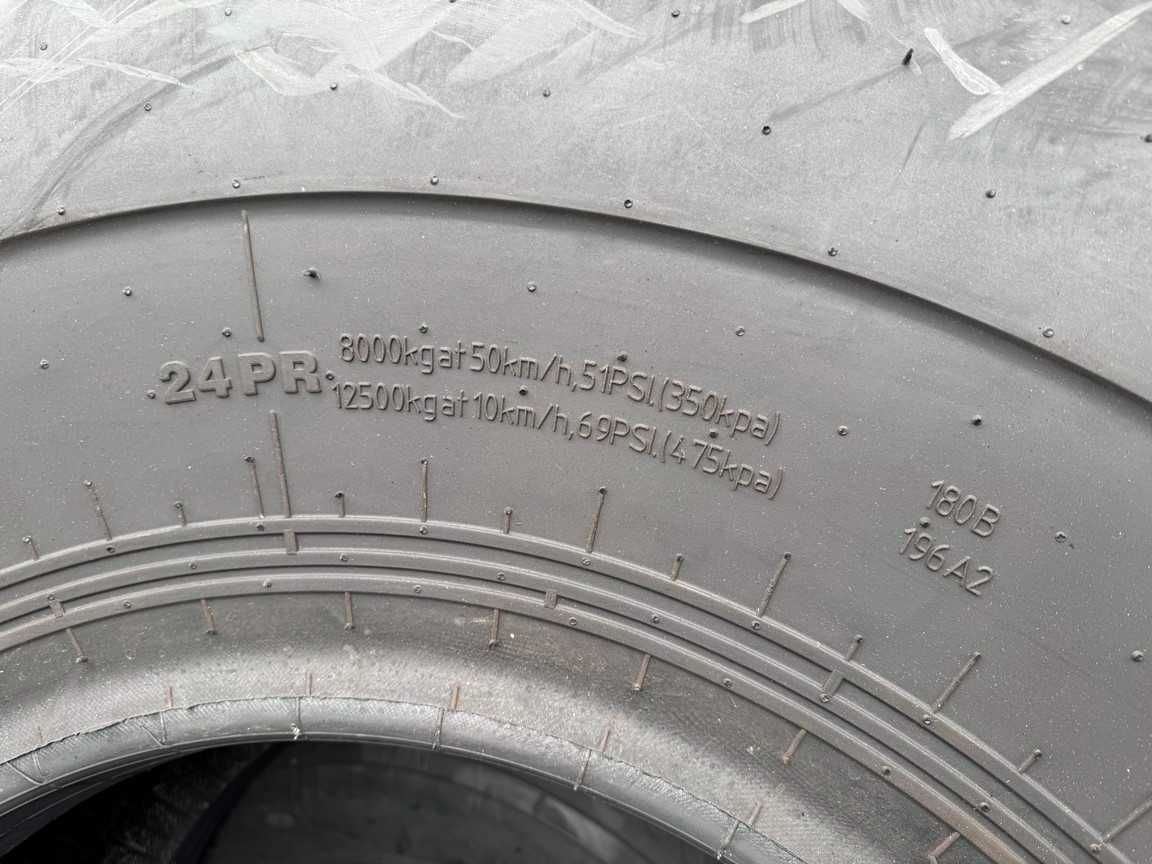 24PR
8000kg at 50km/h,51PSI.(350kpa)
12500kg at 10km/h,69PSI.(475kpa)
180B
196A2